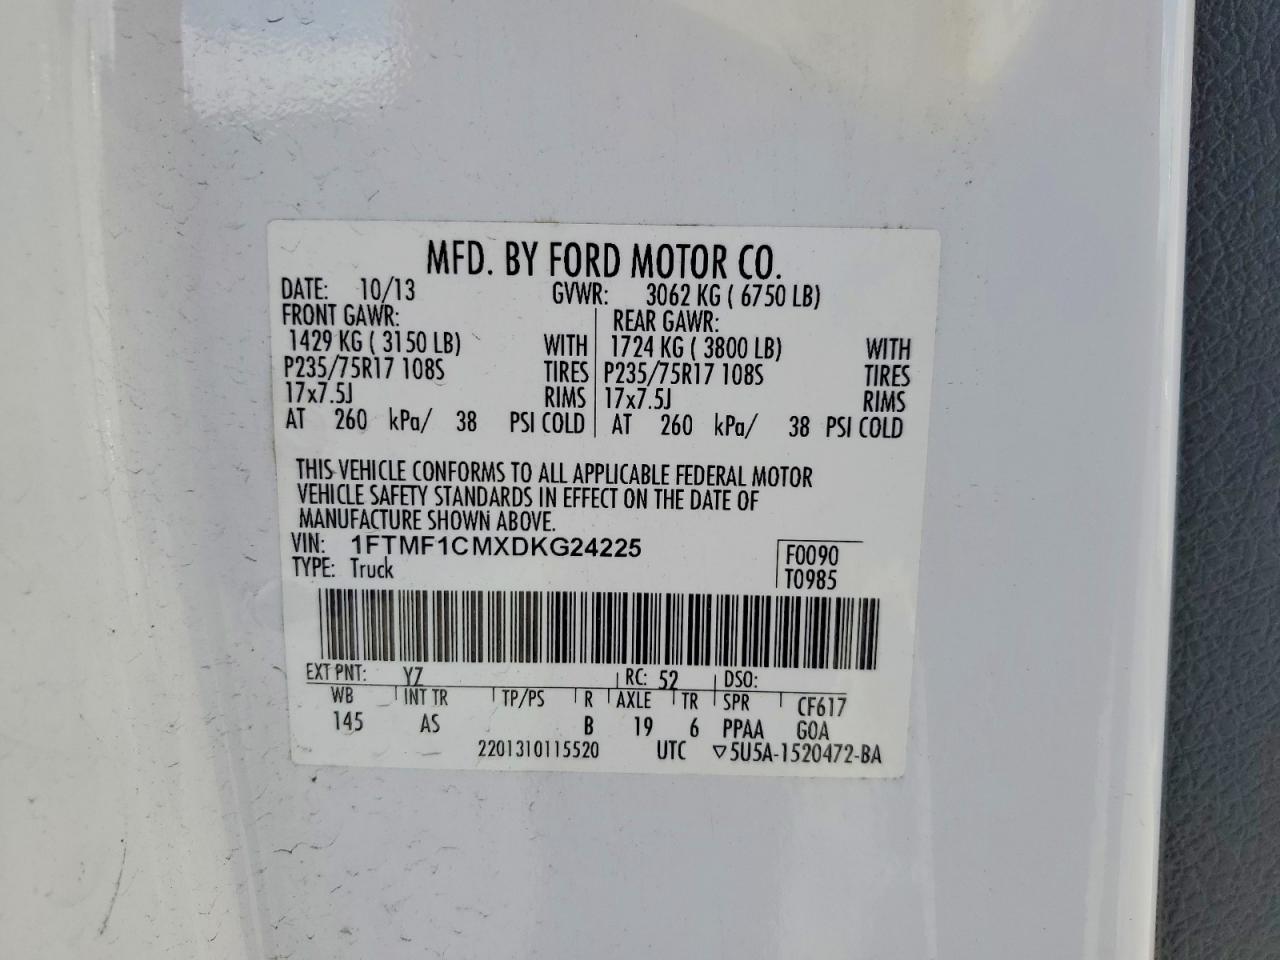 MFD. BY FORD MOTOR CO.
DATE: 10/13 GVWR: 3062 KG ( 6750 LB)
FRONT GAWR: REAR GAWR:
1429 KG ( 3150 LB) WITH 1724 KG ( 3800 LB) WITH
P235/75R17 108S TIRES P235/75R17 108S TIRES
17x7.5J RIMS 17x7.5J RIMS
AT 260 kPa/ 38 PSI COLD AT 260 kPa/ 38 PSI COLD
THIS VEHICLE CONFORMS TO ALL APPLICABLE FEDERAL MOTOR
VEHICLE SAFETY STANDARDS IN EFFECT ON THE DATE OF
MANUFACTURE SHOWN ABOVE.
VIN: 1FTMF1CMXDKG24225 F0090
TYPE: Truck T0985
EXT PNT: YZ RC: 52 DSO:
WB INT TR TP/PS R AXLE TR SPR CF617
145 AS B 19 6 PPAA GOA
2201310115520 UTC ▽5U5A-1520472-BA